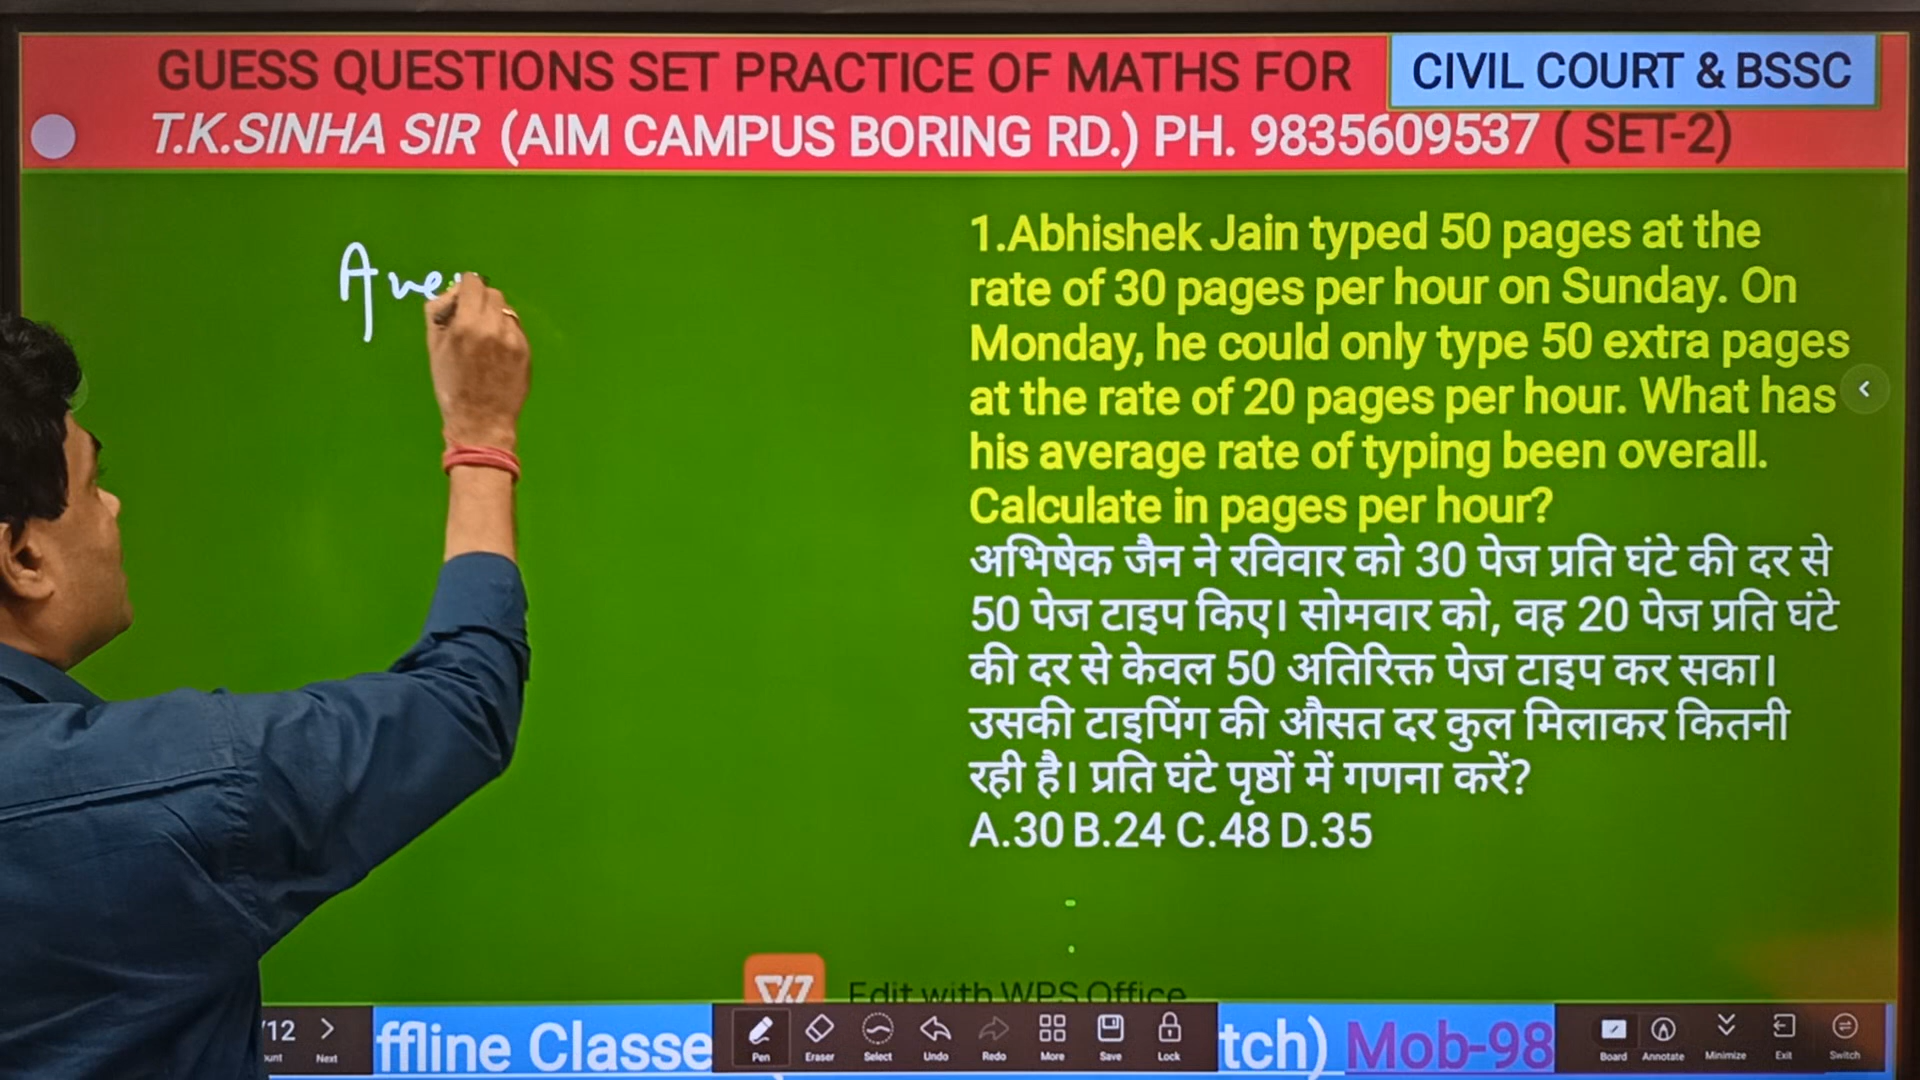 GUESS QUESTIONS SET PRACTICE OF MATHS FOR CIVIL COURT & BSSC
T.K.SINHA SIR (AIM CAMPUS BORING RD.) PH. 9835609537 ( SET-2)
Ave
1.Abhishek Jain typed 50 pages at the
rate of 30 pages per hour on Sunday. On
Monday, he could only type 50 extra pages
at the rate of 20 pages per hour. What has
his average rate of typing been overall.
Calculate in pages per hour?
अभिषेक जैन ने रविवार को 30 पेज प्रति घंटे की दर से
50 पेज टाइप किए। सोमवार को, वह 20 पेज प्रति घंटे
की दर से केवल 50 अतिरिक्त पेज टाइप कर सका।
उसकी टाइपिंग की औसत दर कुल मिलाकर कितनी
रही है। प्रति घंटे पृष्ठों में गणना करें?
A.30 B.24 C.48 D.35
Edit with WPS Office
/12 ffline Classe tch) Mob-98
unt Next Pen Eraser Select Undo Redo More Save Lock Board Annotate Minimize Exit Switch